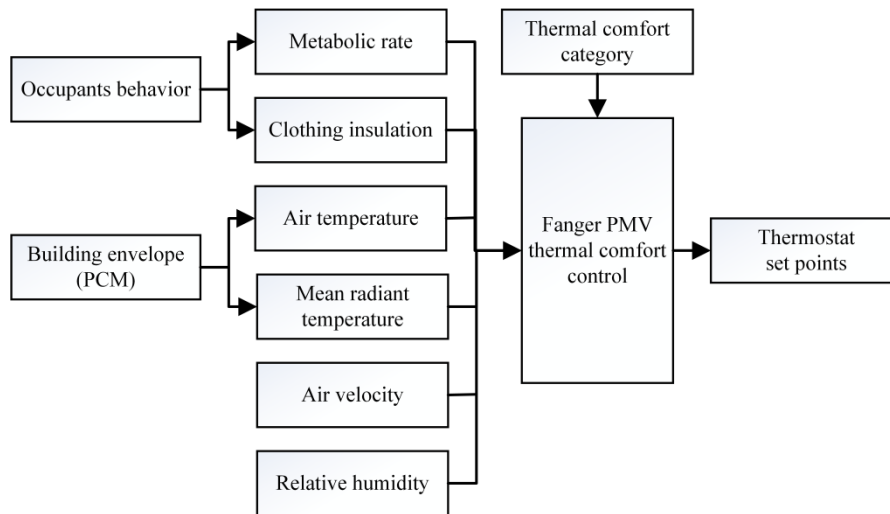 Occupants behavior
Building envelope
(PCM)
Metabolic rate
Clothing insulation
Air temperature
Mean radiant
temperature
Air velocity
Relative humidity
Thermal comfort
category
Fanger PMV
thermal comfort
control
Thermostat
set points